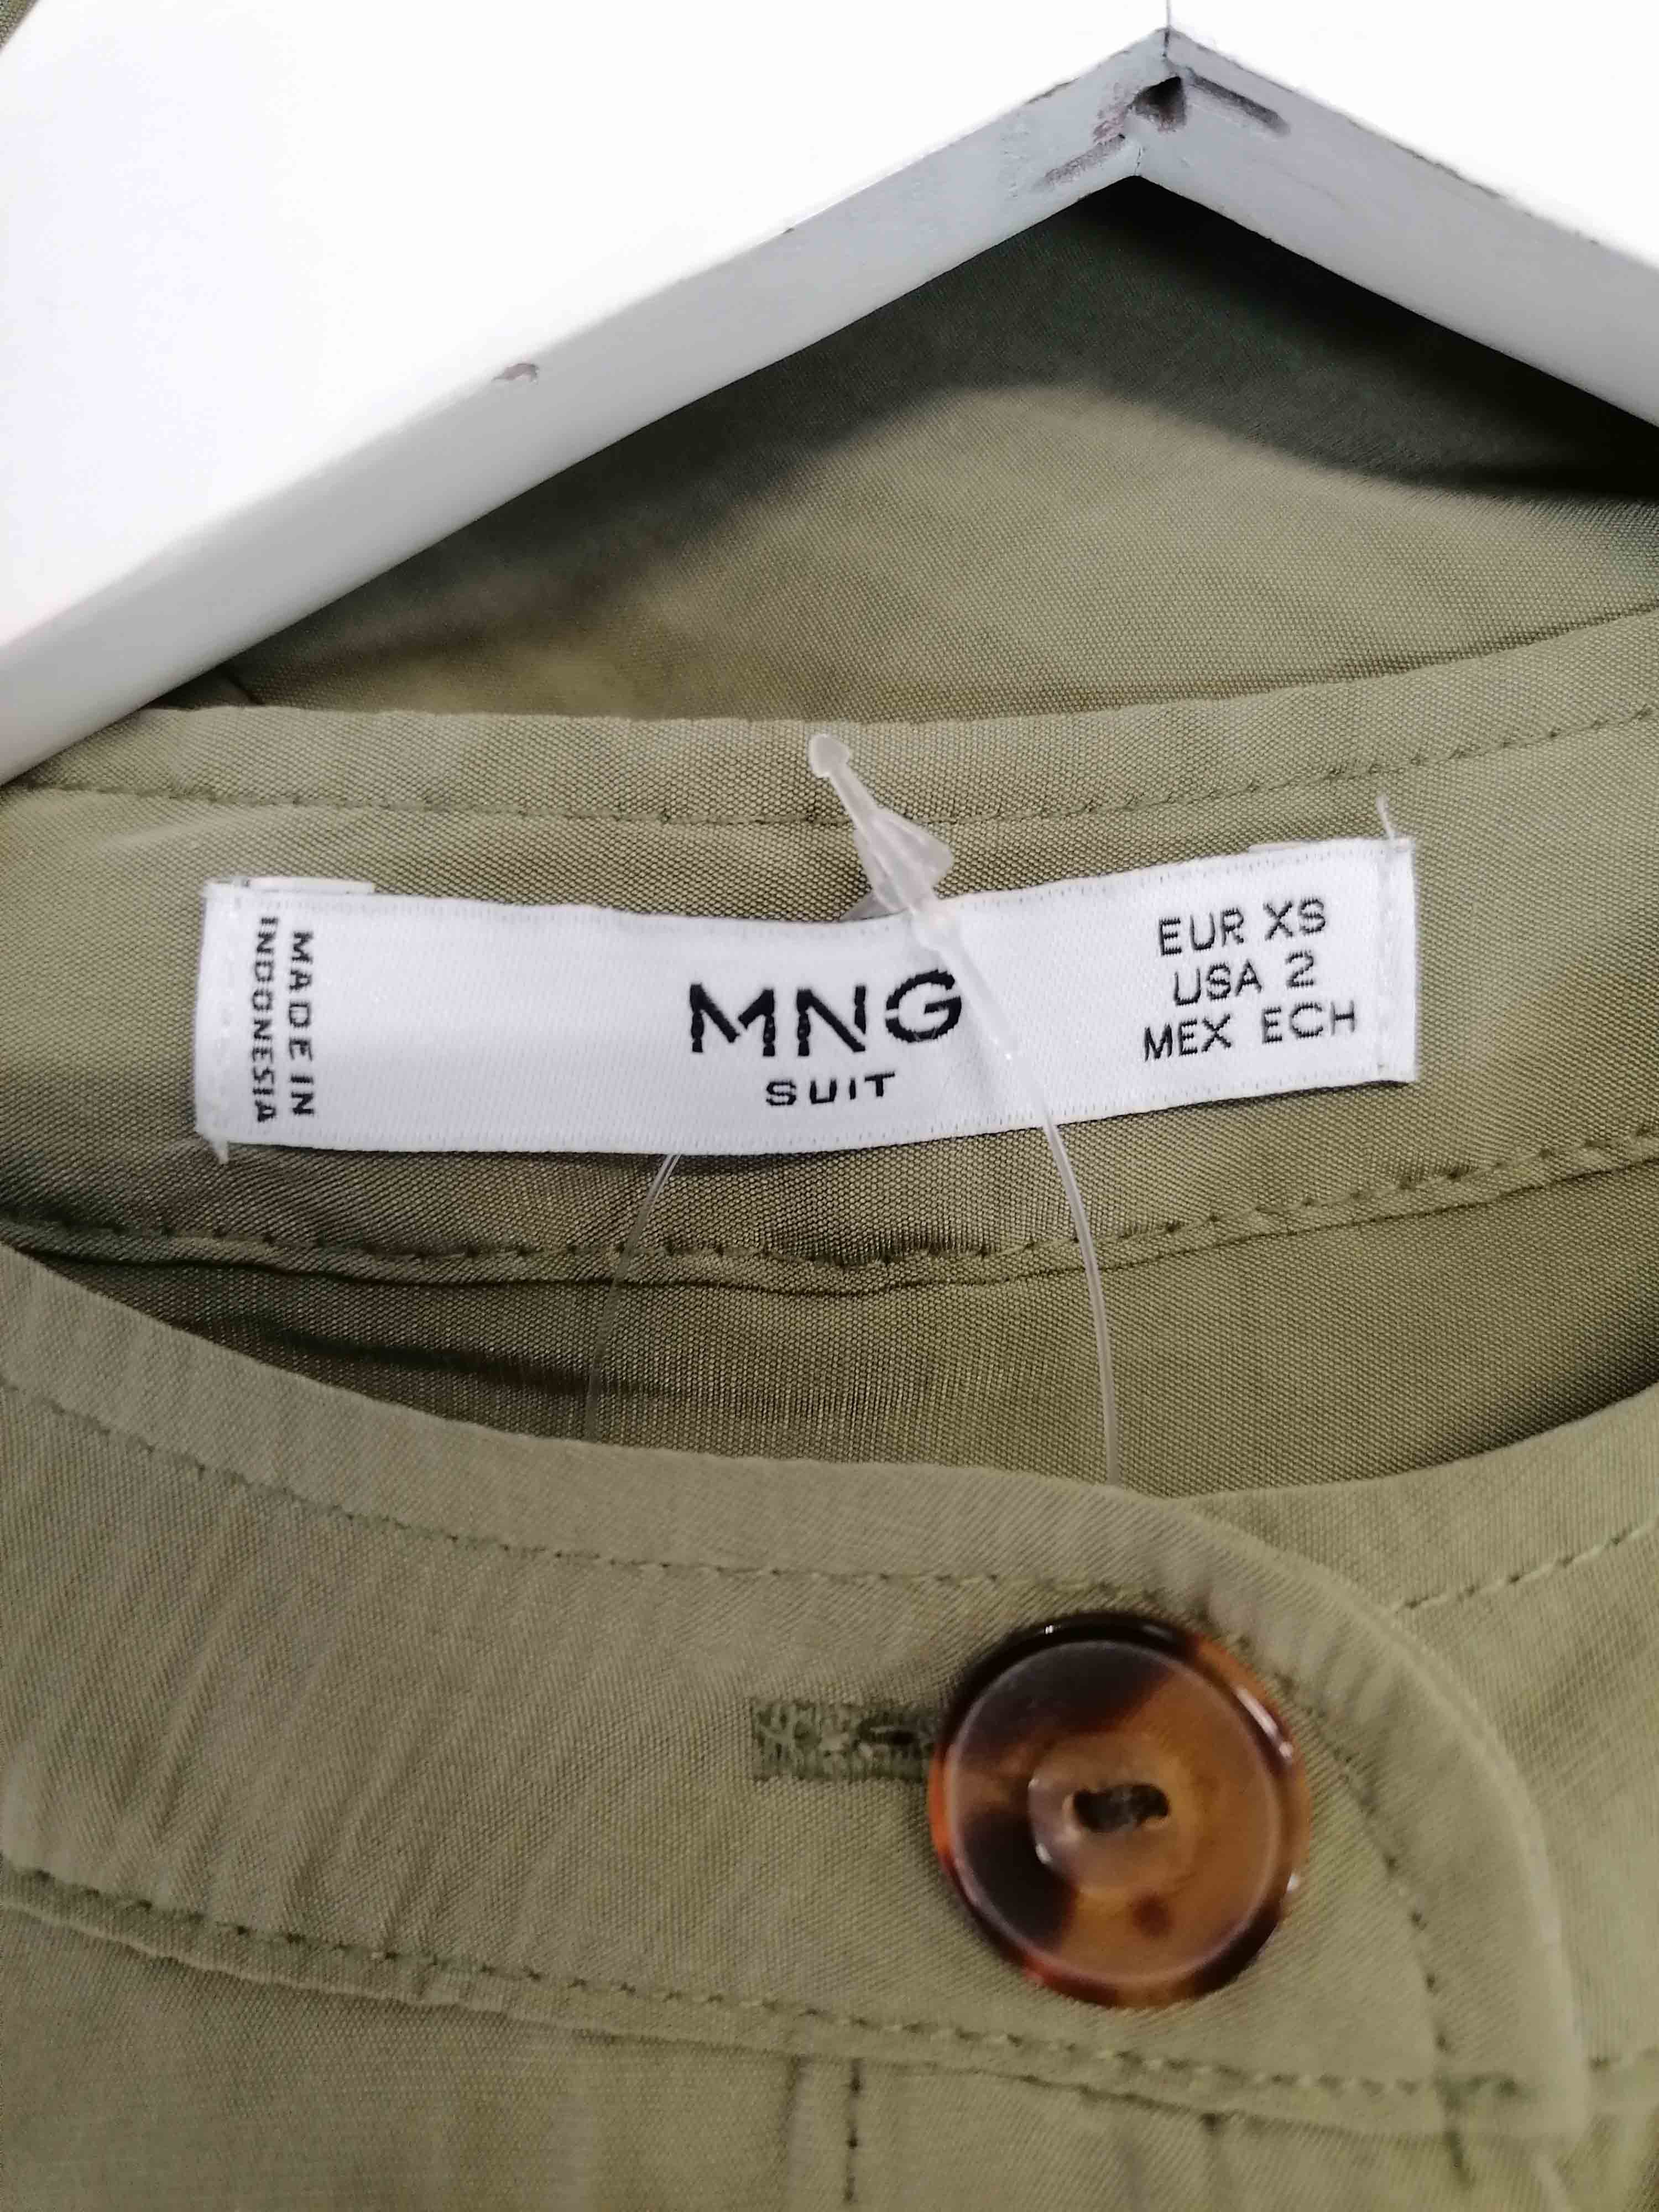 MADE IN
INDONESIA
MNG
SUIT
EUR XS
USA 2
MEX ECH